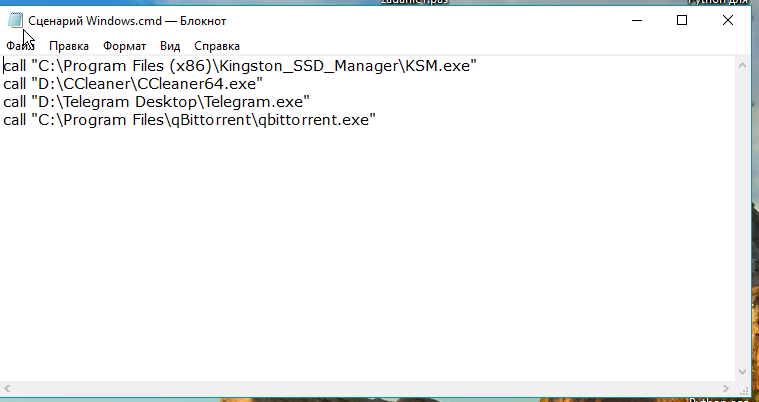 Сценарий Windows.cmd — Блокнот
Файл Правка Формат Вид Справка
call "C:\Program Files (x86)\Kingston_SSD_Manager\KSM.exe"
call "D:\CCleaner\CCleaner64.exe"
call "D:\Telegram Desktop\Telegram.exe"
call "C:\Program Files\qBittorrent\qbittorrent.exe"